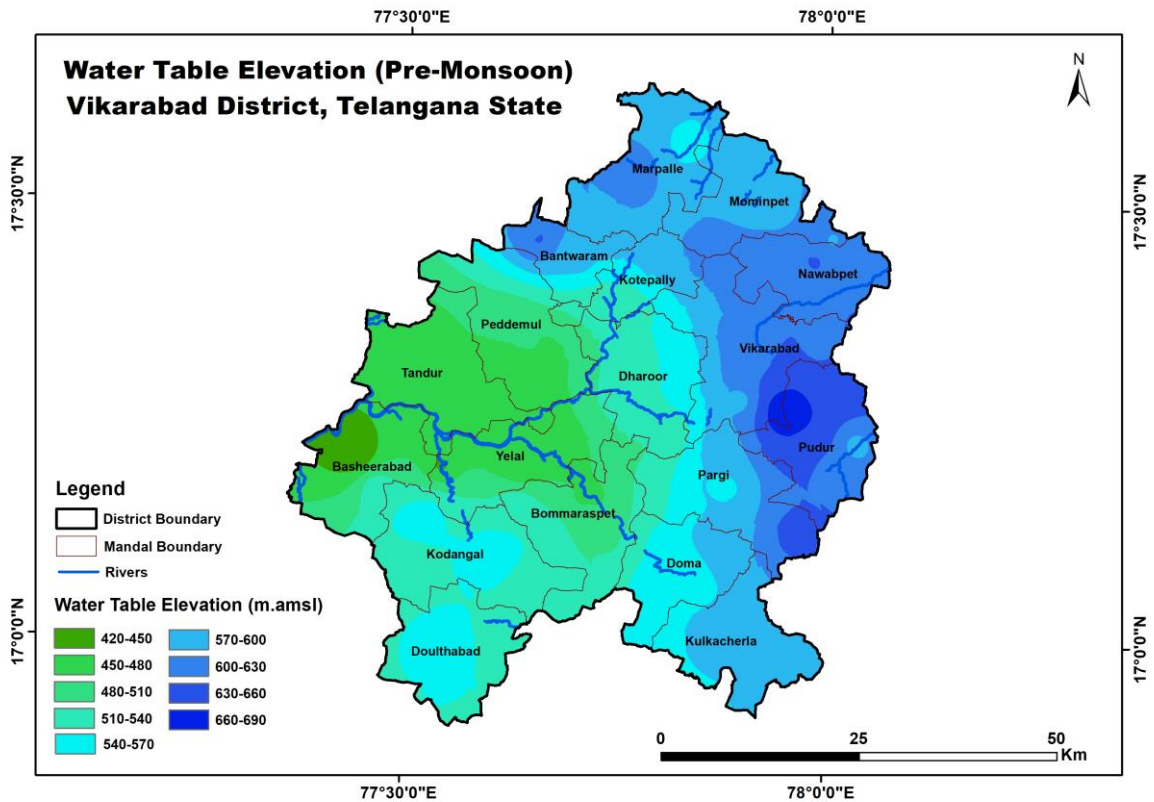 77°30'0"E
78°0'0"E
Water Table Elevation (Pre-Monsoon)
Vikarabad District, Telangana State
N
17°30'0"N
17°30'0"N
Marpalle
Mominpet
Bantwaram
Kotepally
Nawabpet
Peddemul
Vikarabad
Tandur
Dharoor
Pudur
Basheerabad
Yelal
Pargi
Bommaraspet
Kodangal
Doma
Kulkacherla
Doulthabad
Legend
District Boundary
Mandal Boundary
Rivers
Water Table Elevation (m.amsl)
420-450
570-600
450-480
600-630
480-510
630-660
510-540
660-690
540-570
17°0'0"N
17°0'0"N
0
25
50
Km
77°30'0"E
78°0'0"E